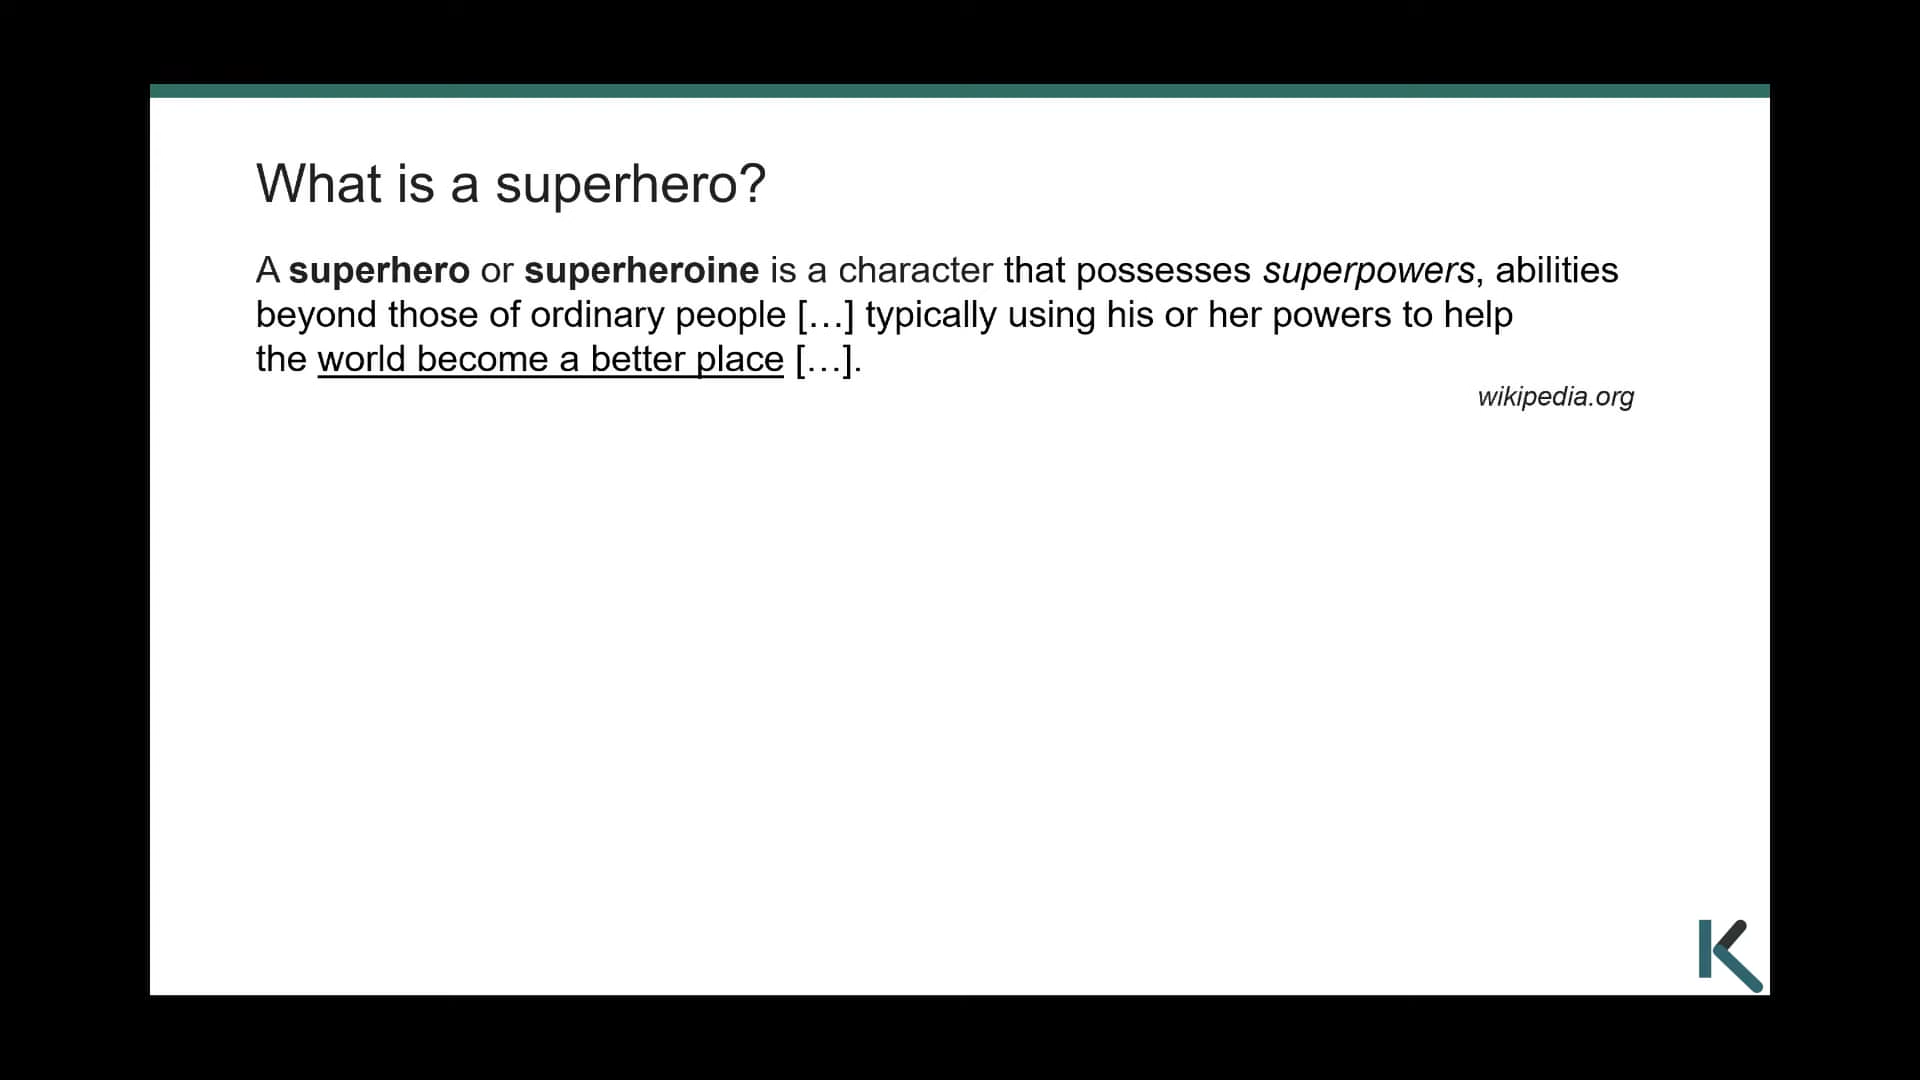 What is a superhero?
A superhero or superheroine is a character that possesses superpowers, abilities
beyond those of ordinary people […] typically using his or her powers to help
the world become a better place […].
wikipedia.org
K